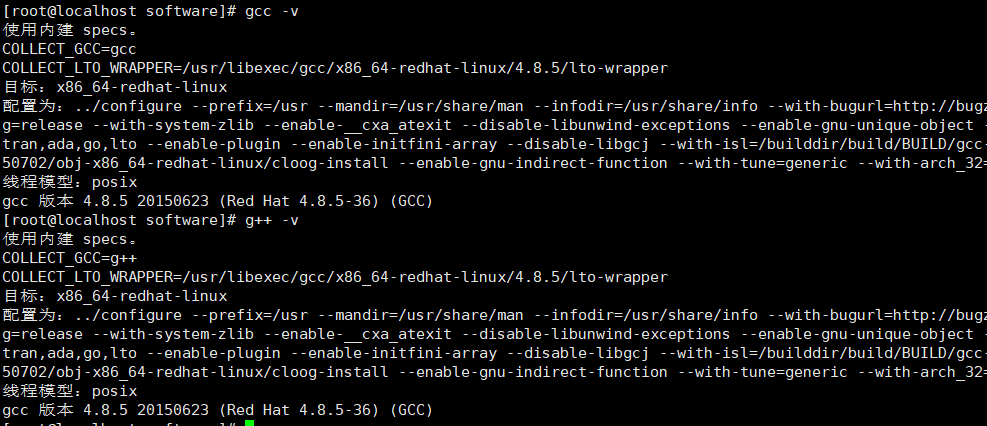 [root@localhost software]# gcc -v
使用内建 specs。
COLLECT_GCC=gcc
COLLECT_LTO_WRAPPER=/usr/libexec/gcc/x86_64-redhat-linux/4.8.5/lto-wrapper
目标：x86_64-redhat-linux
配置为：../configure --prefix=/usr --mandir=/usr/share/man --infodir=/usr/share/info --with-bugurl=http://bugz
g=release --with-system-zlib --enable-__cxa_atexit --disable-libunwind-exceptions --enable-gnu-unique-object -
tran,ada,go,lto --enable-plugin --enable-initfini-array --disable-libgcj --with-isl=/builddir/build/BUILD/gcc-
50702/obj-x86_64-redhat-linux/cloog-install --enable-gnu-indirect-function --with-tune=generic --with-arch_32=
线程模型：posix
gcc 版本 4.8.5 20150623 (Red Hat 4.8.5-36) (GCC)
[root@localhost software]# g++ -v
使用内建 specs。
COLLECT_GCC=g++
COLLECT_LTO_WRAPPER=/usr/libexec/gcc/x86_64-redhat-linux/4.8.5/lto-wrapper
目标：x86_64-redhat-linux
配置为：../configure --prefix=/usr --mandir=/usr/share/man --infodir=/usr/share/info --with-bugurl=http://bugz
g=release --with-system-zlib --enable-__cxa_atexit --disable-libunwind-exceptions --enable-gnu-unique-object -
tran,ada,go,lto --enable-plugin --enable-initfini-array --disable-libgcj --with-isl=/builddir/build/BUILD/gcc-
50702/obj-x86_64-redhat-linux/cloog-install --enable-gnu-indirect-function --with-tune=generic --with-arch_32=
线程模型：posix
gcc 版本 4.8.5 20150623 (Red Hat 4.8.5-36) (GCC)